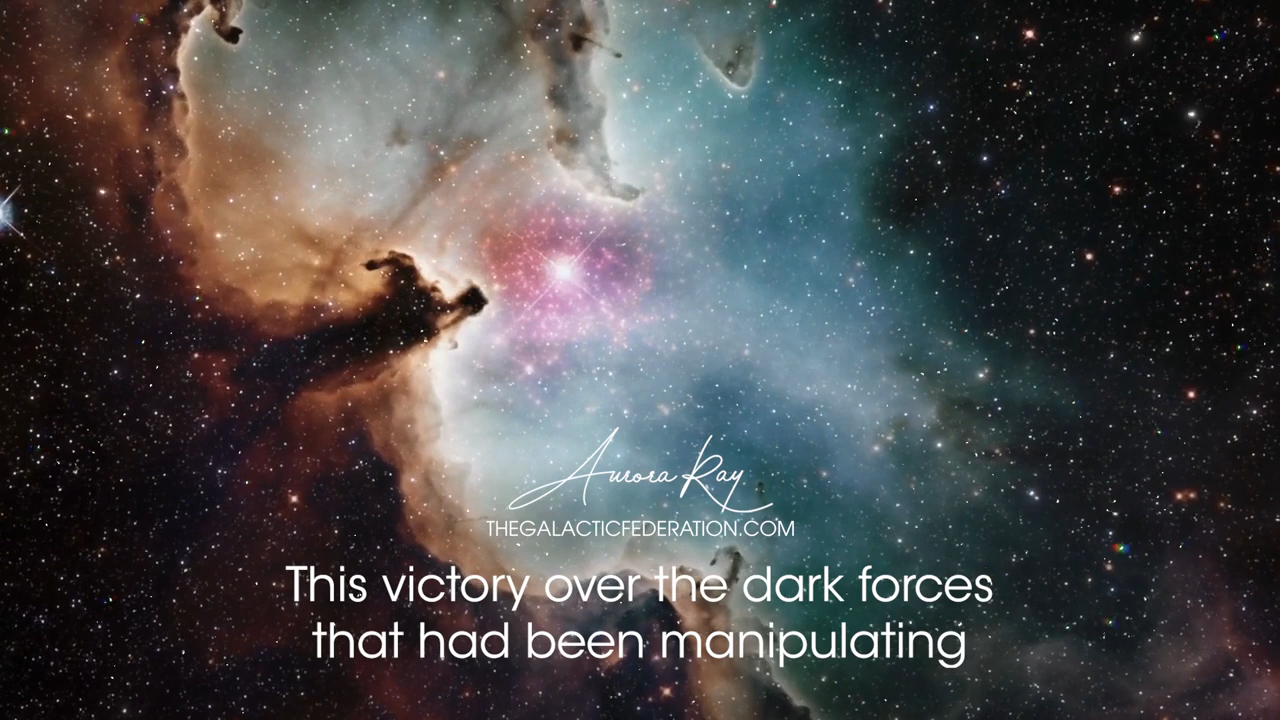 Aurora Ray
THEGALACTICFEDERATION.COM
This victory over the dark forces
that had been manipulating